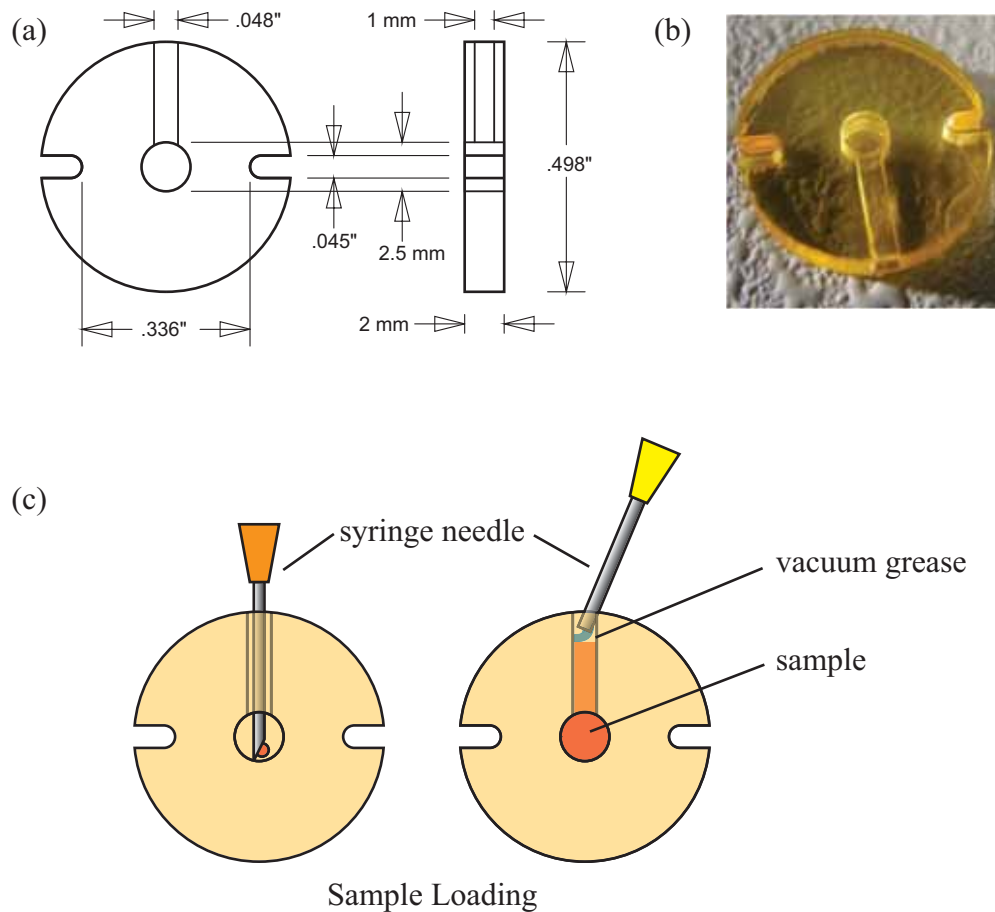 (a)
.048"
1 mm
(b)
.498"
.045"
2.5 mm
.336"
2 mm
(c)
syringe needle
vacuum grease
sample
Sample Loading